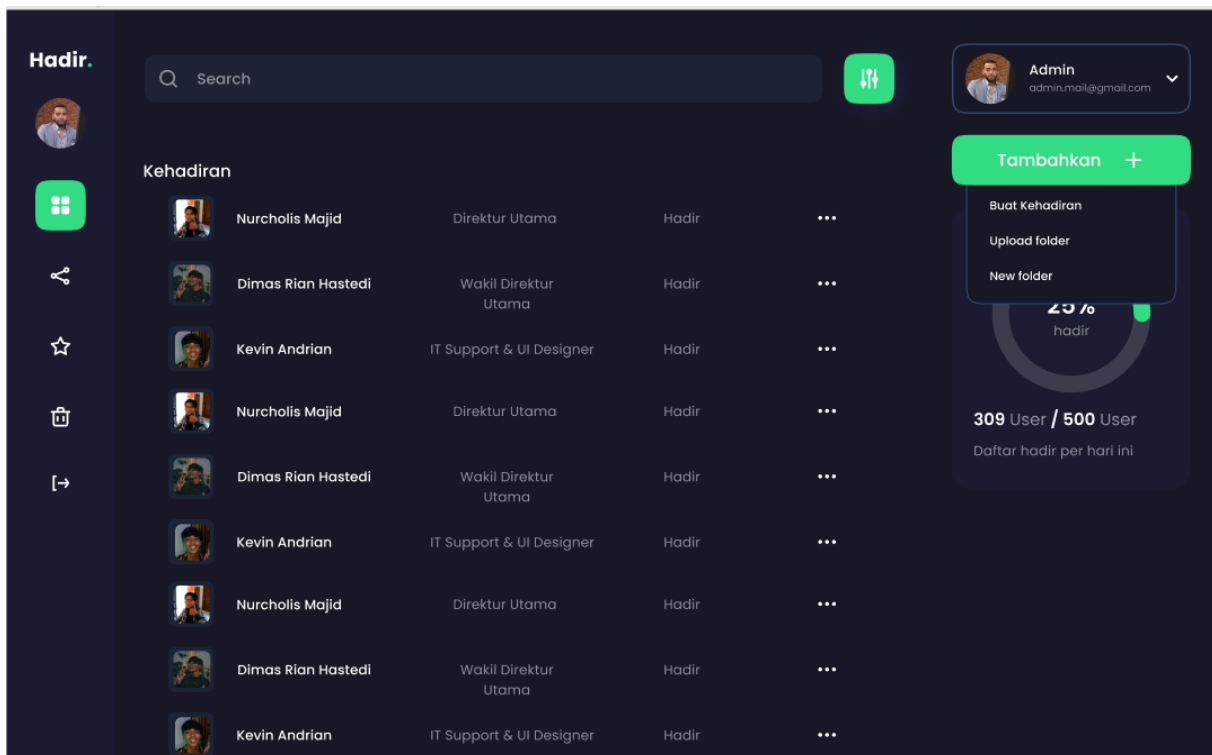 Hadir.
Search
Admin
admin.mail@gmail.com
Tambahkan +
Buat Kehadiran
Upload folder
New folder
25%
hadir
309 User / 500 User
Daftar hadir per hari ini
Kehadiran
Nurcholis Majid Direktur Utama Hadir
Dimas Rian Hastedi Wakil Direktur Hadir
Utama
Kevin Andrian IT Support & UI Designer Hadir
Nurcholis Majid Direktur Utama Hadir
Dimas Rian Hastedi Wakil Direktur Hadir
Utama
Kevin Andrian IT Support & UI Designer Hadir
Nurcholis Majid Direktur Utama Hadir
Dimas Rian Hastedi Wakil Direktur Hadir
Utama
Kevin Andrian IT Support & UI Designer Hadir